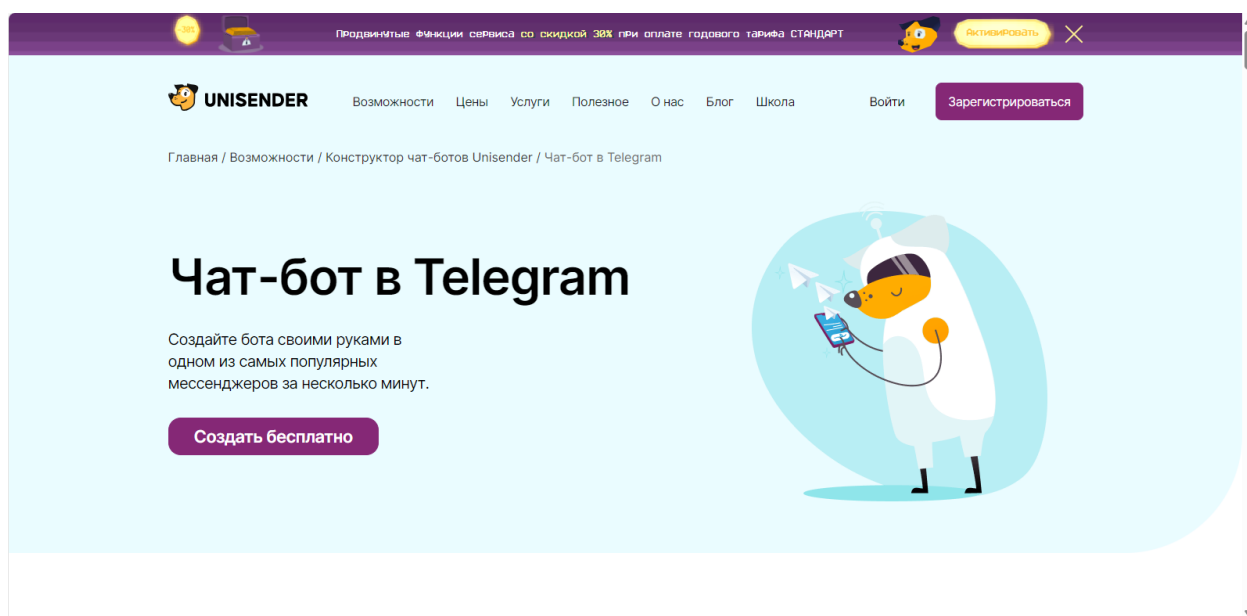 -30%
Продвинутые функции сервиса со скидкой 30% при оплате годового тарифа СТАНДАРТ
Активировать
UNISENDER
Возможности Цены Услуги Полезное О нас Блог Школа Войти Зарегистрироваться
Главная / Возможности / Конструктор чат-ботов Unisender / Чат-бот в Telegram
Чат-бот в Telegram
Создайте бота своими руками в
одном из самых популярных
мессенджеров за несколько минут.
Создать бесплатно